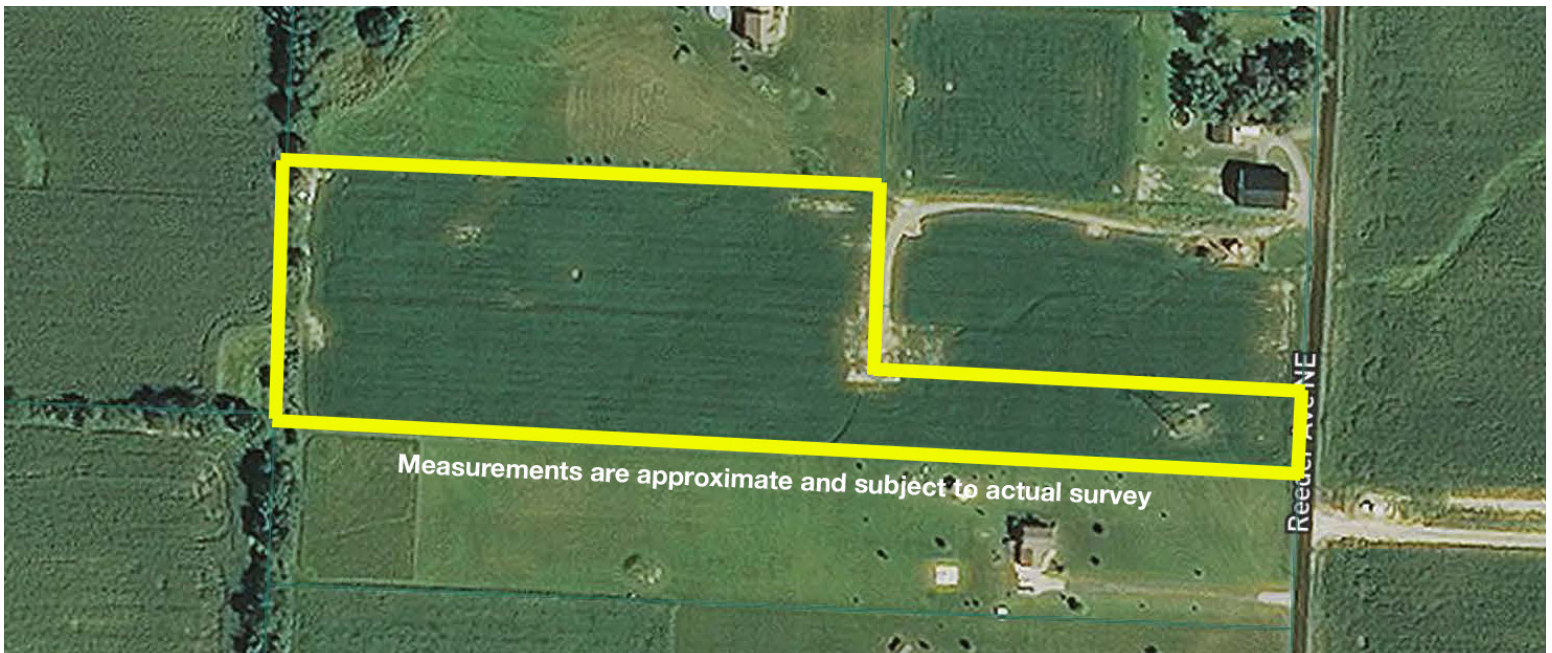 Measurements are approximate and subject to actual survey
Reeder Ave NE